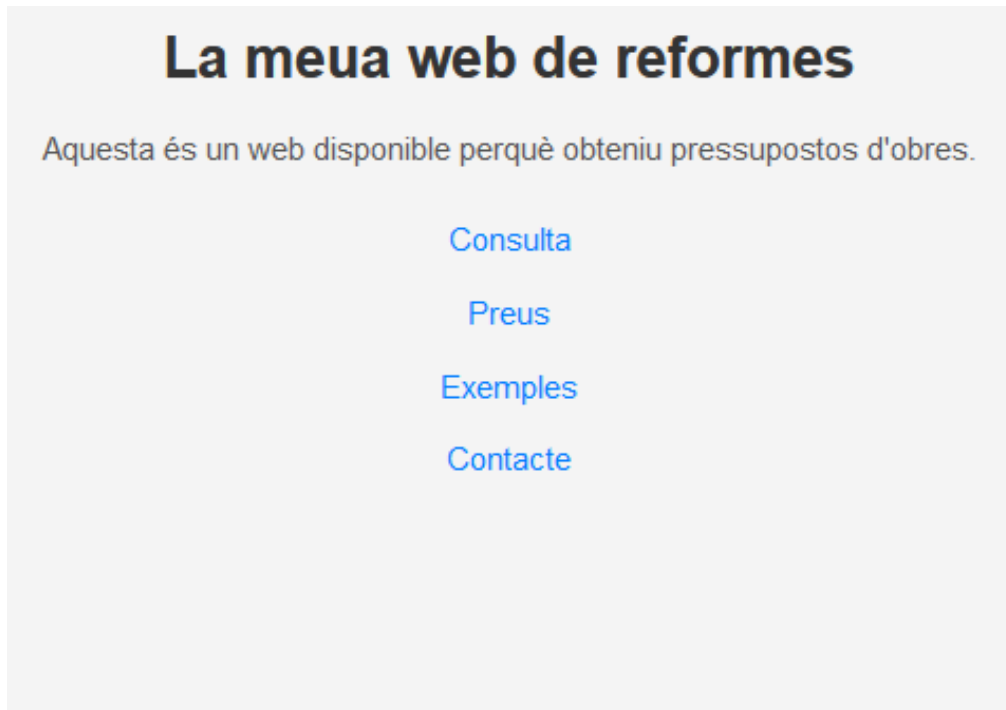 La meua web de reformes
Aquesta és un web disponible perquè obteniu pressupostos d'obres.
Consulta
Preus
Exemples
Contacte